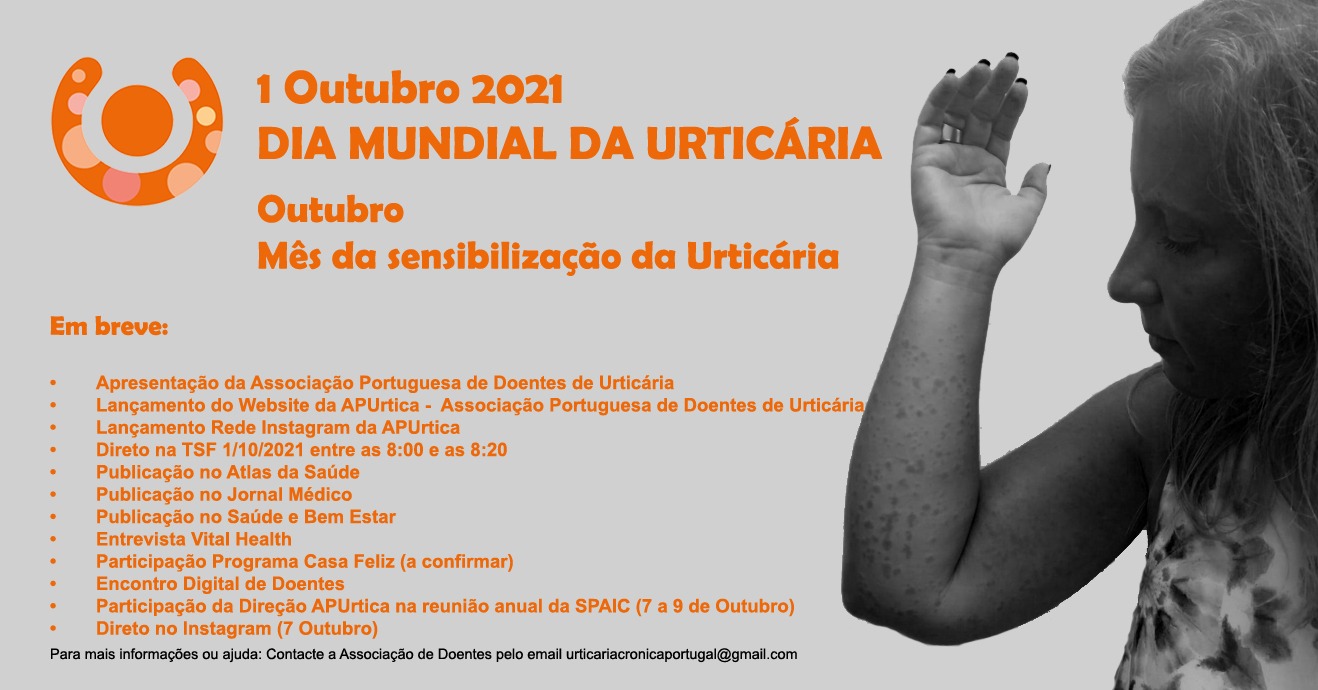 1 Outubro 2021
DIA MUNDIAL DA URTICÁRIA
Outubro
Mês da sensibilização da Urticária
Em breve:
• Apresentação da Associação Portuguesa de Doentes de Urticária
• Lançamento do Website da APUrtica - Associação Portuguesa de Doentes de Urticária
• Lançamento Rede Instagram da APUrtica
• Direto na TSF 1/10/2021 entre as 8:00 e as 8:20
• Publicação no Atlas da Saúde
• Publicação no Jornal Médico
• Publicação no Saúde e Bem Estar
• Entrevista Vital Health
• Participação Programa Casa Feliz (a confirmar)
• Encontro Digital de Doentes
• Participação da Direção APUrtica na reunião anual da SPAIC (7 a 9 de Outubro)
• Direto no Instagram (7 Outubro)
Para mais informações ou ajuda: Contacte a Associação de Doentes pelo email urticariacronicaportugal@gmail.com